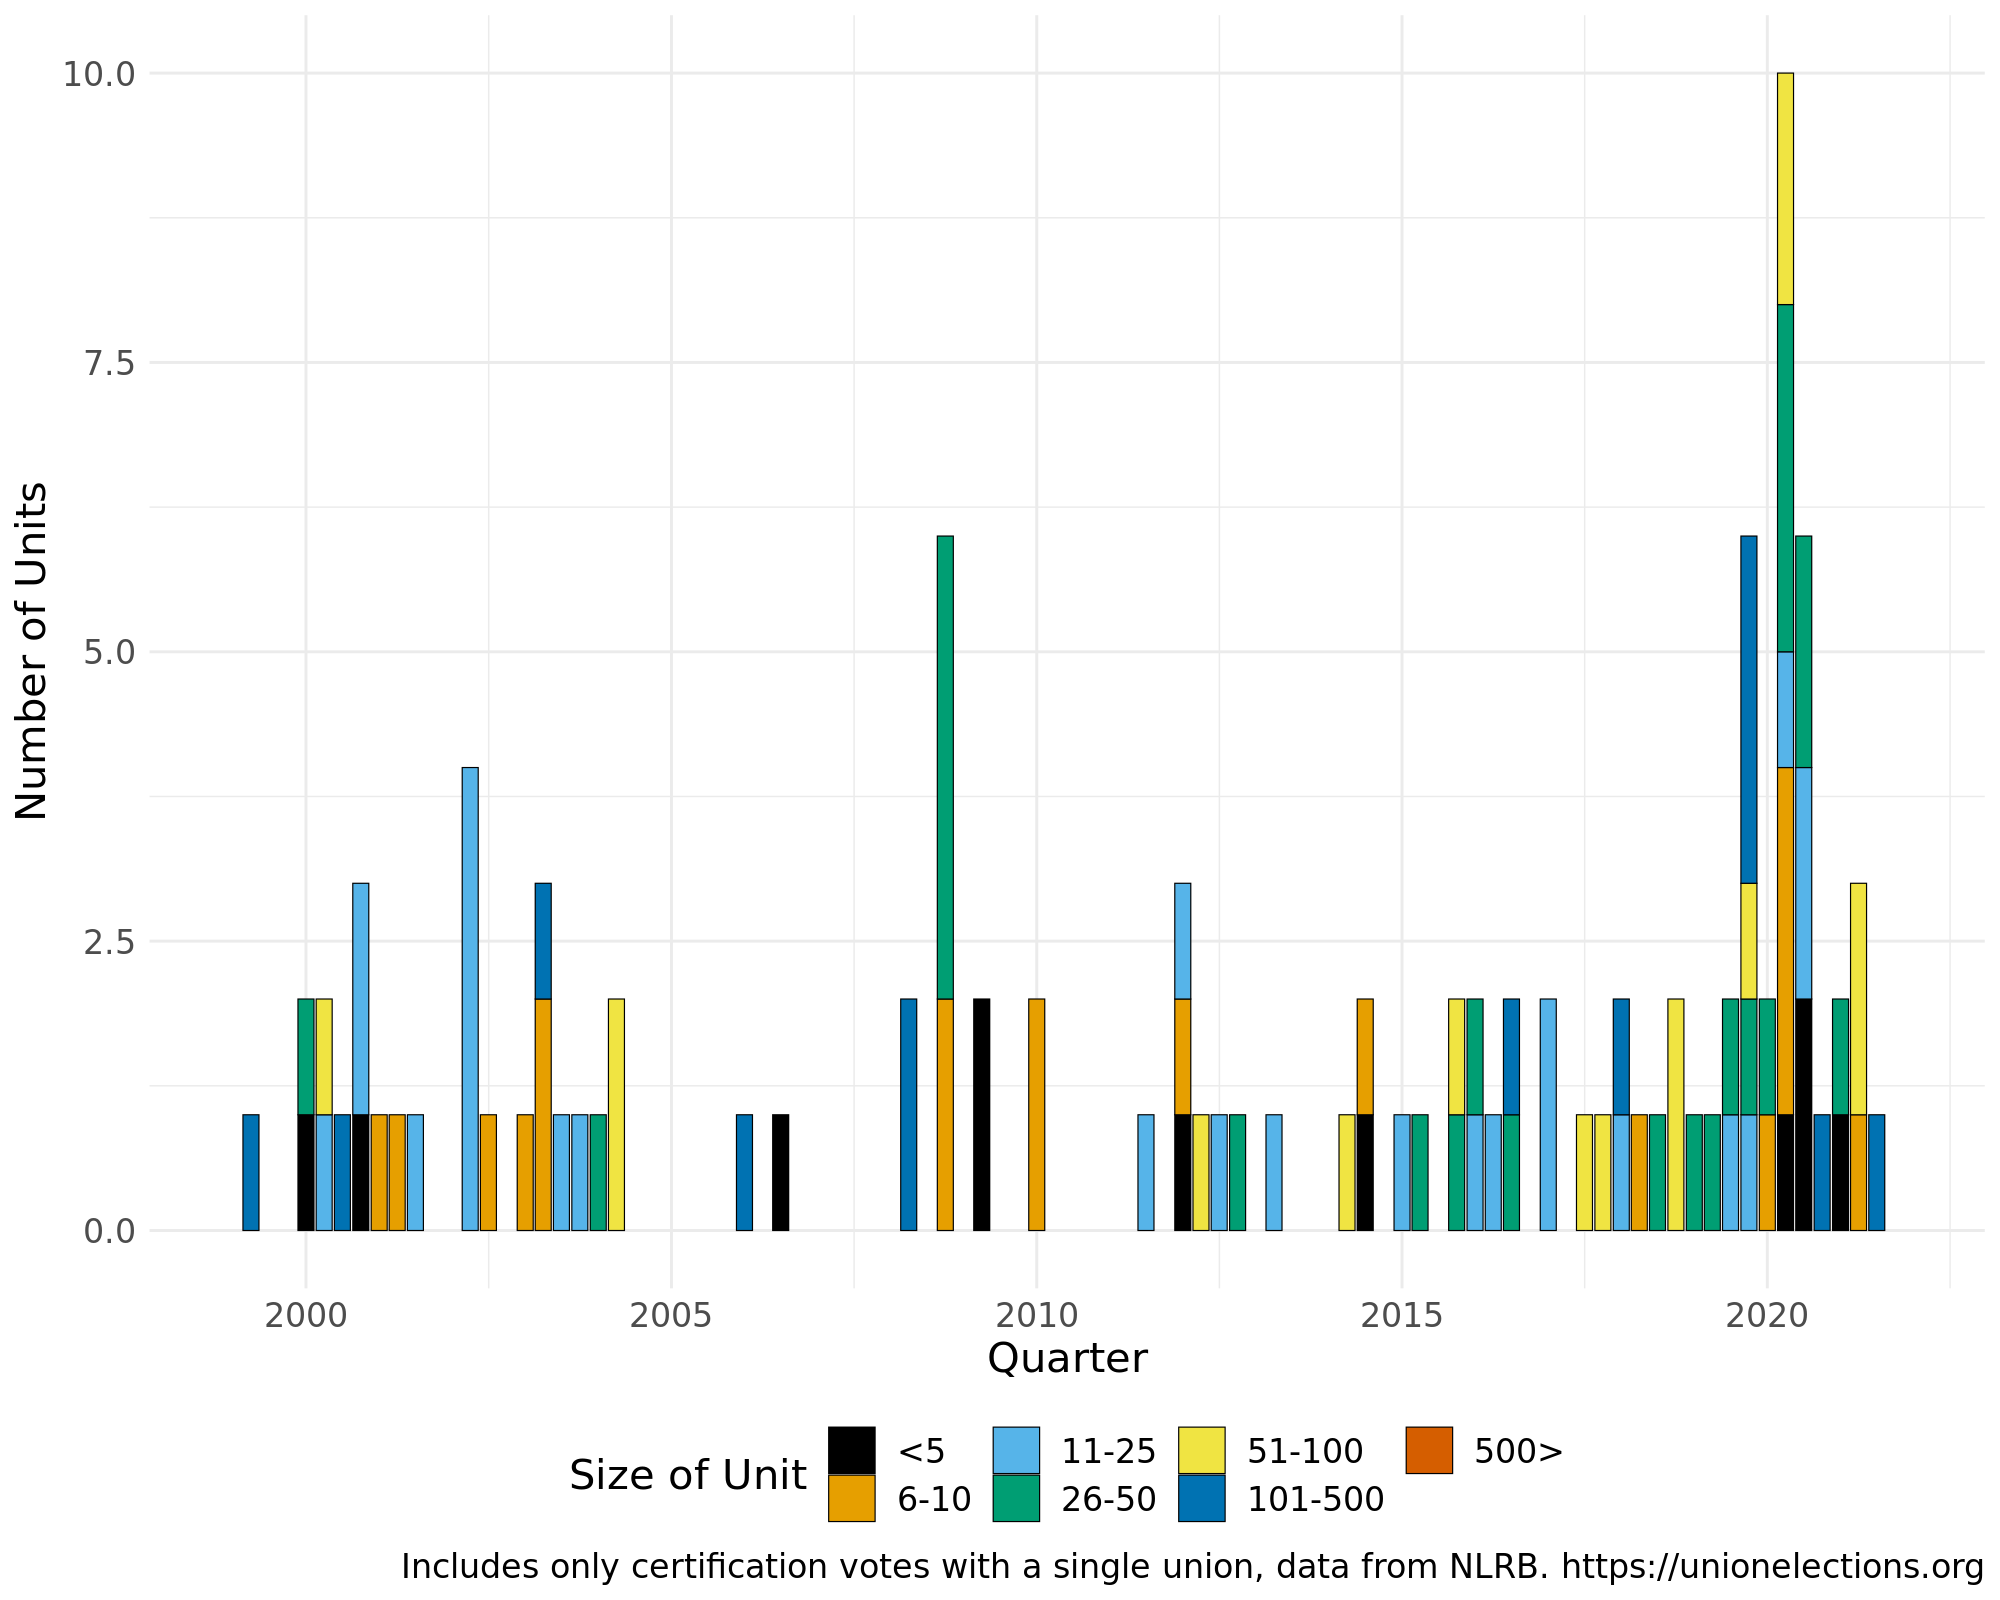 10.0
7.5
5.0
2.5
0.0
Number of Units
2000 2005 2010 2015 2020
Quarter
Size of Unit
<5 11-25 51-100 500>
6-10 26-50 101-500
Includes only certification votes with a single union, data from NLRB. https://unionelections.org